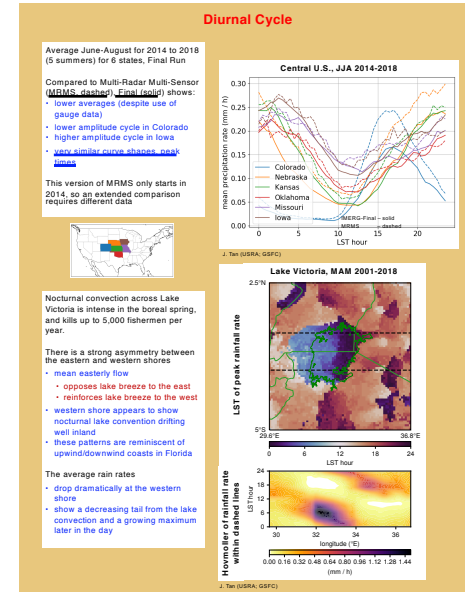 Diurnal Cycle
Average June-August for 2014 to 2018
(5 summers) for 6 states, Final Run
Compared to Multi-Radar Multi-Sensor
(MRMS, dashed), Final (solid) shows:
• lower averages (despite use of
gauge data)
• lower amplitude cycle in Colorado
• higher amplitude cycle in Iowa
• very similar curve shapes, peak
times
This version of MRMS only starts in
2014, so an extended comparison
requires different data
Central U.S., JJA 2014-2018
mean precipitation rate (mm / h)
0.30
0.25
0.20
0.15
0.10
0.05
0.00
Colorado
Nebraska
Kansas
Oklahoma
Missouri
Iowa
IMERG-Final – solid
MRMS – dashed
0 5 10 15 20
LST hour
J. Tan (USRA; GSFC)
Nocturnal convection across Lake
Victoria is intense in the boreal spring,
and kills up to 5,000 fishermen per
year.
There is a strong asymmetry between
the eastern and western shores
• mean easterly flow
• opposes lake breeze to the east
• reinforces lake breeze to the west
• western shore appears to show
nocturnal lake convection drifting
well inland
• these patterns are reminiscent of
upwind/downwind coasts in Florida
The average rain rates
• drop dramatically at the western
shore
• show a decreasing tail from the lake
convection and a growing maximum
later in the day
Lake Victoria, MAM 2001-2018
LST of peak rainfall rate
2.5°N
5°S
29.6°E 36.8°E
0 4 8 12 16 20 24
LST hour
Hovmoller of rainfall rate
within dashed lines
LST hour
24
18
12
6
0
30 32 34 36
longitude (°E)
0.00 0.16 0.32 0.48 0.64 0.80 0.96 1.12 1.28 1.44
(mm / h)
J. Tan (USRA; GSFC)